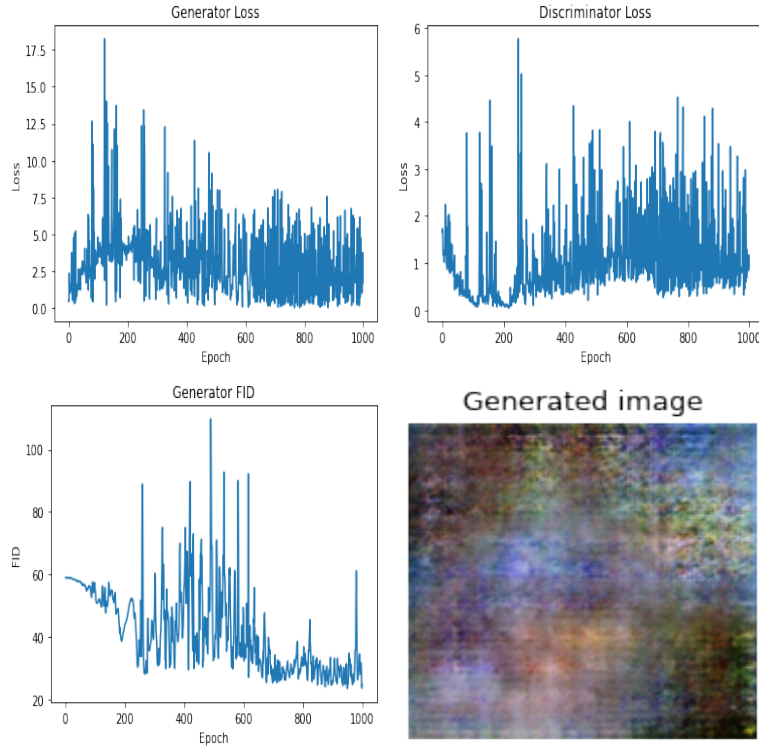 Generator Loss
17.5
15.0
12.5
10.0
7.5
5.0
2.5
0.0
Loss
0 200 400 600 800 1000
Epoch
Discriminator Loss
6
5
4
3
2
1
0
Loss
0 200 400 600 800 1000
Epoch
Generator FID
100
80
60
40
20
FID
0 200 400 600 800 1000
Epoch
Generated image